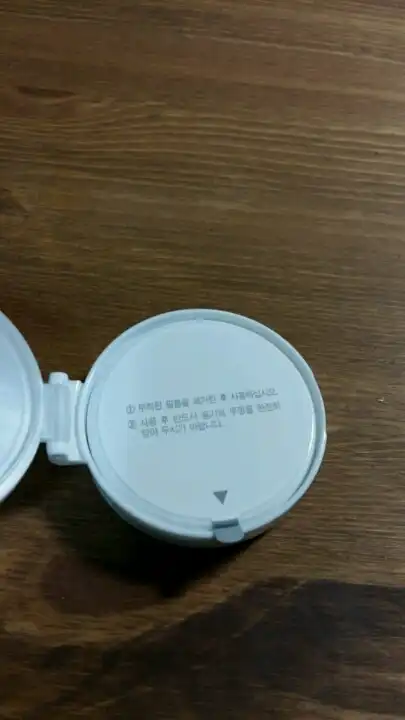 ① 부착된 필름을 제거한 후 사용하십시오.
② 사용 후 반드시 용기의 뚜껑을 완전히
닫아 두시기 바랍니다.